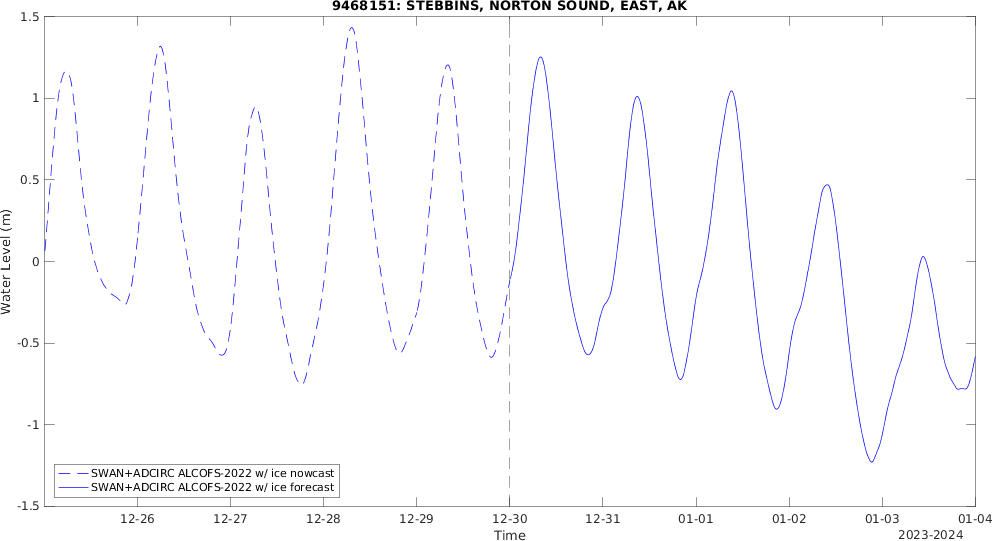 9468151: STEBBINS, NORTON SOUND, EAST, AK
1.5
1
0.5
0
-0.5
-1
-1.5
Water Level (m)
SWAN+ADCIRC ALCOFS-2022 w/ ice nowcast
SWAN+ADCIRC ALCOFS-2022 w/ ice forecast
12-26 12-27 12-28 12-29 12-30 12-31 01-01 01-02 01-03 01-04
Time
2023-2024